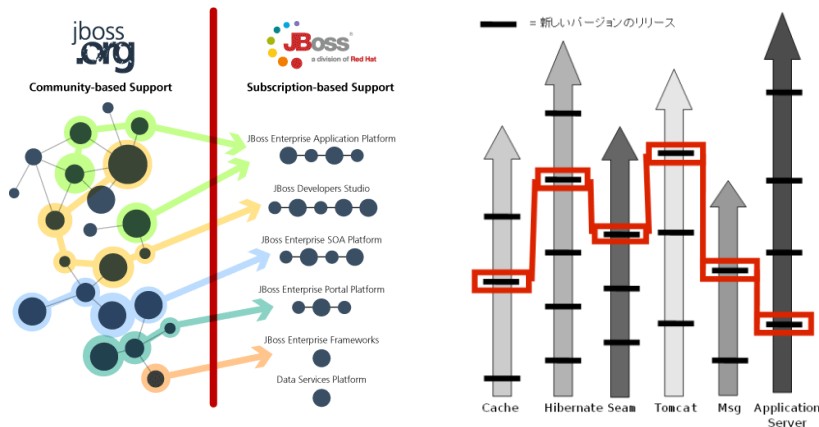 jboss
.org
Community-based Support
JBoss
a division of Red Hat
Subscription-based Support
JBoss Enterprise Application Platform
JBoss Developers Studio
JBoss Enterprise SOA Platform
JBoss Enterprise Portal Platform
JBoss Enterprise Frameworks
Data Services Platform
= 新しいバージョンのリリース
Cache
Hibernate
Seam
Tomcat
Msg
Application
Server